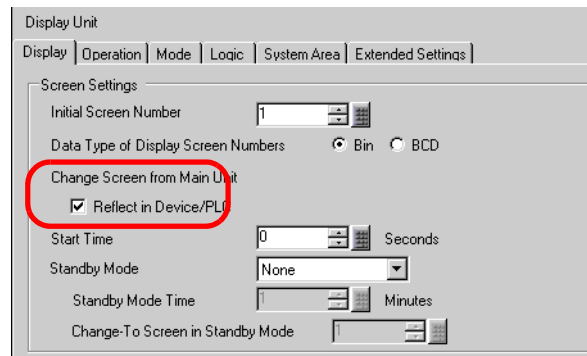 Display Unit
Display Operation Mode Logic System Area Extended Settings
Screen Settings
Initial Screen Number 1
Data Type of Display Screen Numbers Bin BCD
Change Screen from Main Unit
Reflect in Device/PLC
Start Time 0 Seconds
Standby Mode None
Standby Mode Time 1 Minutes
Change-To Screen in Standby Mode 1